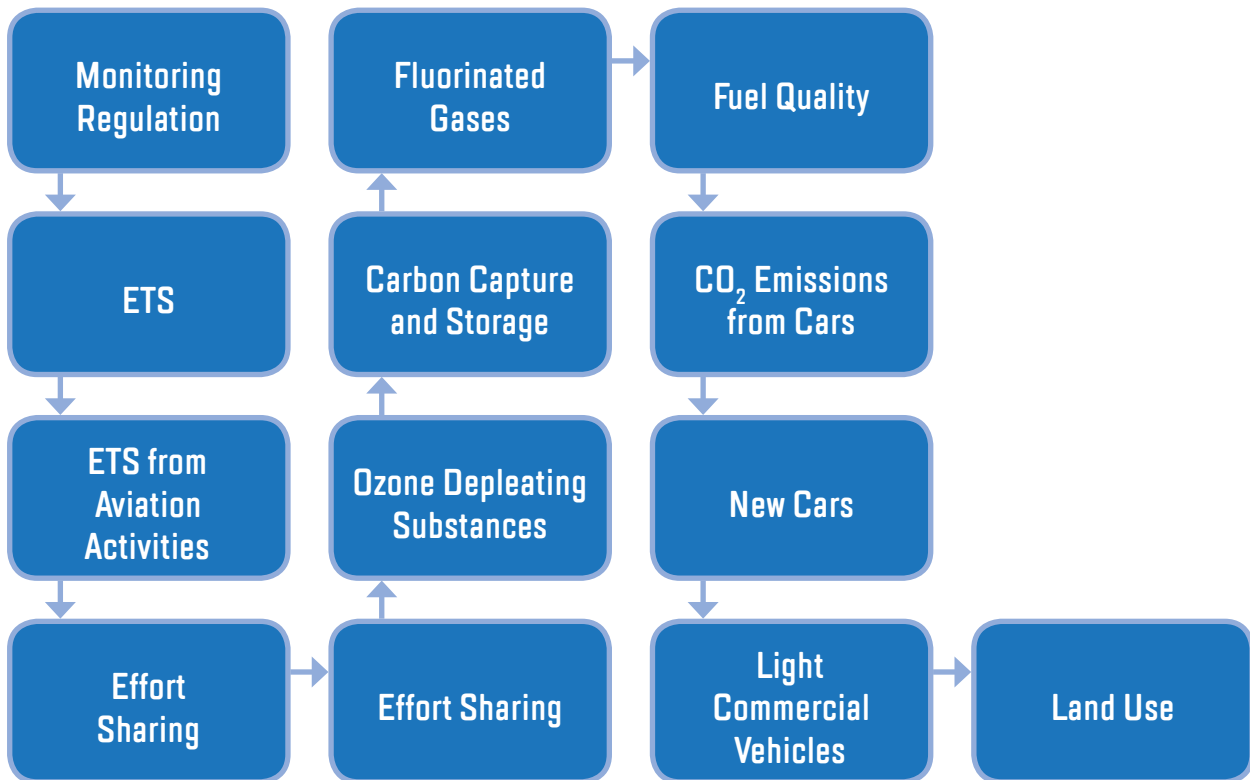 Monitoring
Regulation
ETS
ETS from
Aviation
Activities
Effort
Sharing
Effort Sharing
Ozone Depleating
Substances
Carbon Capture
and Storage
Fluorinated
Gases
Fuel Quality
CO₂ Emissions
from Cars
New Cars
Light
Commercial
Vehicles
Land Use